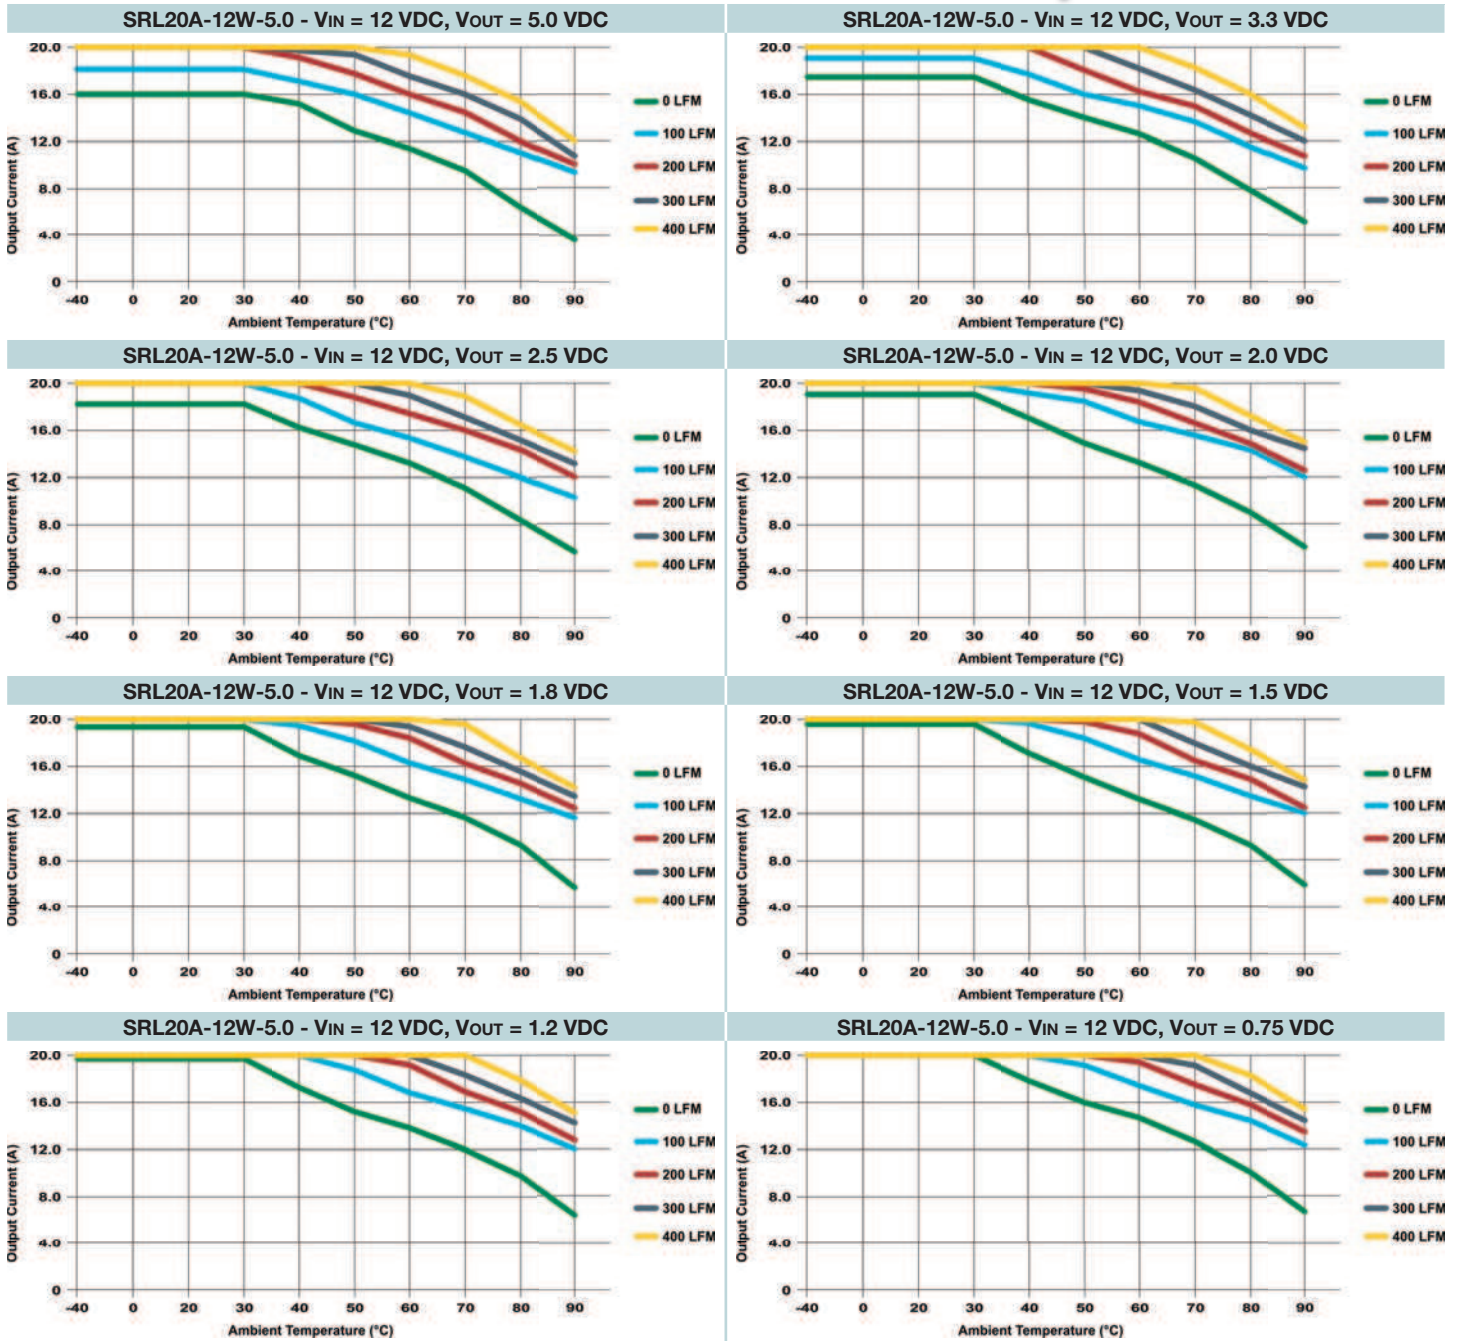 SRL20A-12W-5.0 - VIN = 12 VDC, VOUT = 5.0 VDC
20.0
16.0
12.0
8.0
4.0
0
Output Current (A)
-40 0 20 30 40 50 60 70 80 90
Ambient Temperature (°C)
0 LFM
100 LFM
200 LFM
300 LFM
400 LFM
SRL20A-12W-5.0 - VIN = 12 VDC, VOUT = 3.3 VDC
20.0
16.0
12.0
8.0
4.0
0
Output Current (A)
-40 0 20 30 40 50 60 70 80 90
Ambient Temperature (°C)
0 LFM
100 LFM
200 LFM
300 LFM
400 LFM
SRL20A-12W-5.0 - VIN = 12 VDC, VOUT = 2.5 VDC
20.0
16.0
12.0
8.0
4.0
0
Output Current (A)
-40 0 20 30 40 50 60 70 80 90
Ambient Temperature (°C)
0 LFM
100 LFM
200 LFM
300 LFM
400 LFM
SRL20A-12W-5.0 - VIN = 12 VDC, VOUT = 2.0 VDC
20.0
16.0
12.0
8.0
4.0
0
Output Current (A)
-40 0 20 30 40 50 60 70 80 90
Ambient Temperature (°C)
0 LFM
100 LFM
200 LFM
300 LFM
400 LFM
SRL20A-12W-5.0 - VIN = 12 VDC, VOUT = 1.8 VDC
20.0
16.0
12.0
8.0
4.0
0
Output Current (A)
-40 0 20 30 40 50 60 70 80 90
Ambient Temperature (°C)
0 LFM
100 LFM
200 LFM
300 LFM
400 LFM
SRL20A-12W-5.0 - VIN = 12 VDC, VOUT = 1.5 VDC
20.0
16.0
12.0
8.0
4.0
0
Output Current (A)
-40 0 20 30 40 50 60 70 80 90
Ambient Temperature (°C)
0 LFM
100 LFM
200 LFM
300 LFM
400 LFM
SRL20A-12W-5.0 - VIN = 12 VDC, VOUT = 1.2 VDC
20.0
16.0
12.0
8.0
4.0
0
Output Current (A)
-40 0 20 30 40 50 60 70 80 90
Ambient Temperature (°C)
0 LFM
100 LFM
200 LFM
300 LFM
400 LFM
SRL20A-12W-5.0 - VIN = 12 VDC, VOUT = 0.75 VDC
20.0
16.0
12.0
8.0
4.0
0
Output Current (A)
-40 0 20 30 40 50 60 70 80 90
Ambient Temperature (°C)
0 LFM
100 LFM
200 LFM
300 LFM
400 LFM